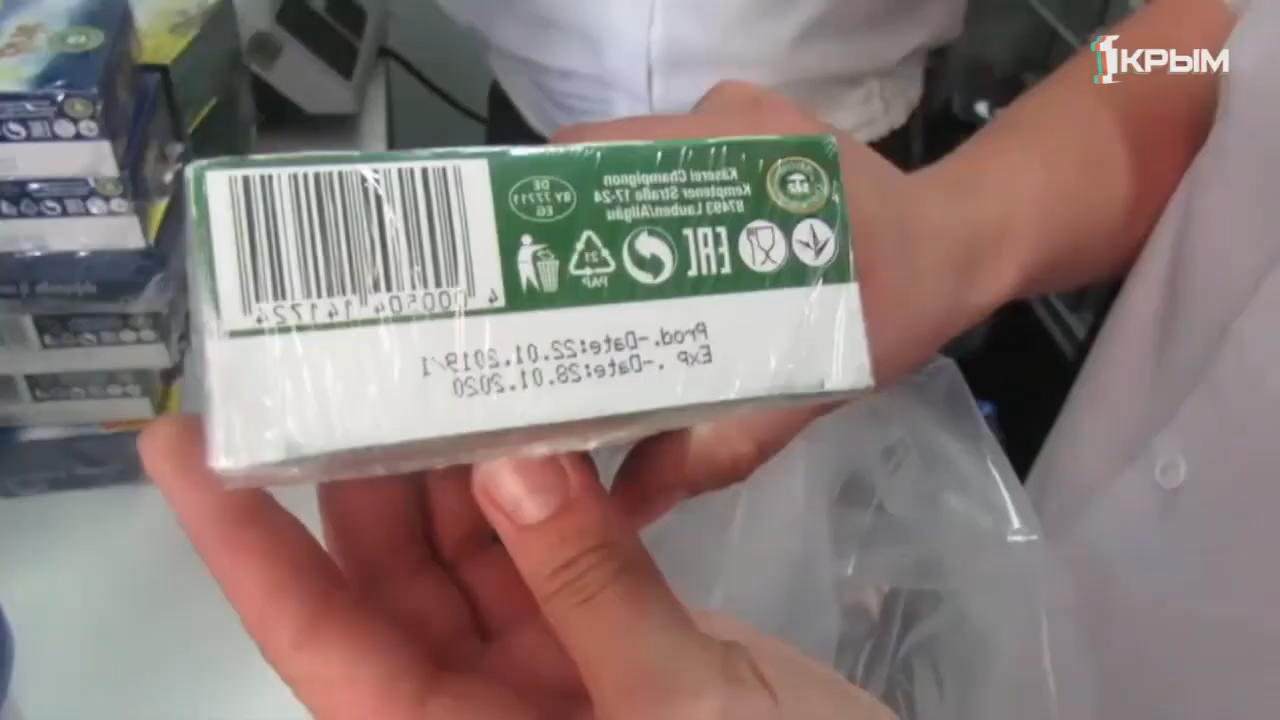 1КРЫМ
Käserei Champignon
Kemptener Straße 17-24
87493 Lauben/Allgäu
DE
BY 77711
EG
EAC
21
PAP
4 000504 141724
Prod.-Date:22.01.2019/1
Exp.-Date:28.01.2020